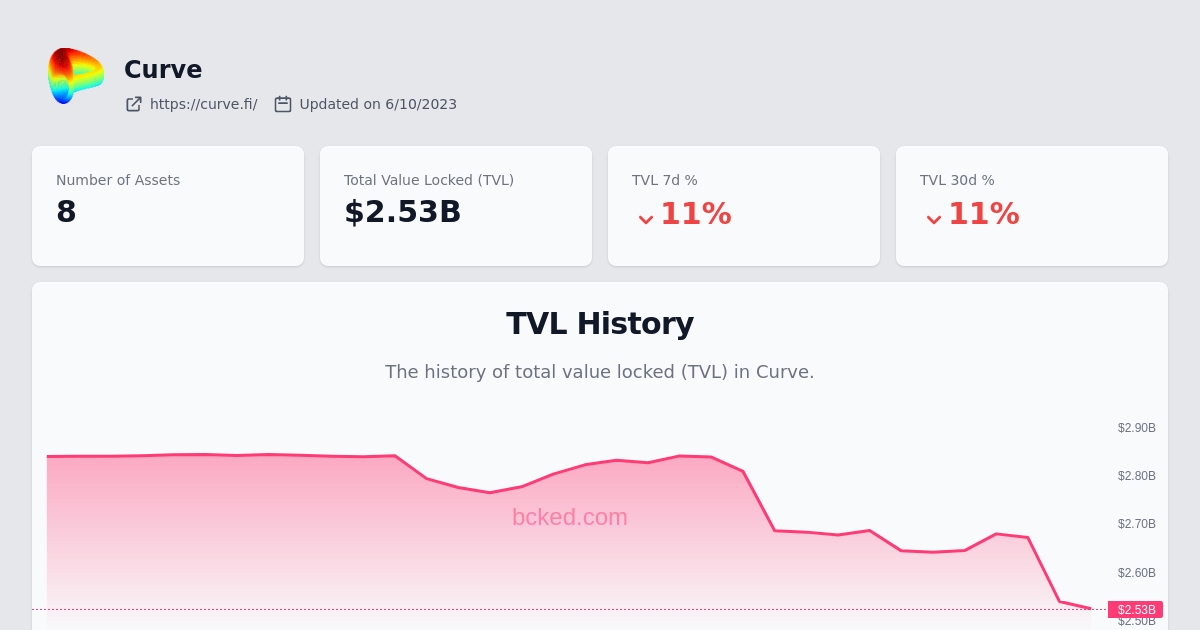 Curve
https://curve.fi/ Updated on 6/10/2023
Number of Assets
8
Total Value Locked (TVL)
$2.53B
TVL 7d %
11%
TVL 30d %
11%
TVL History
The history of total value locked (TVL) in Curve.
$2.90B
$2.80B
bcked.com
$2.70B
$2.60B
$2.53B
$2.50B